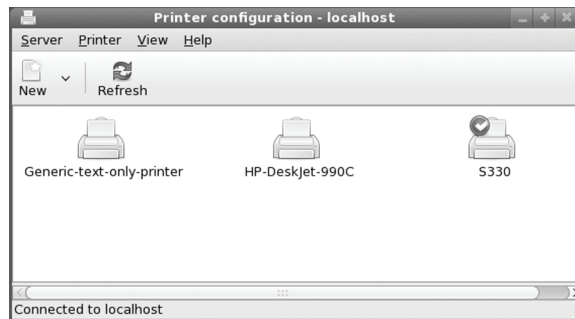 Printer configuration - localhost
Server Printer View Help
New Refresh
Generic-text-only-printer HP-DeskJet-990C S330
Connected to localhost